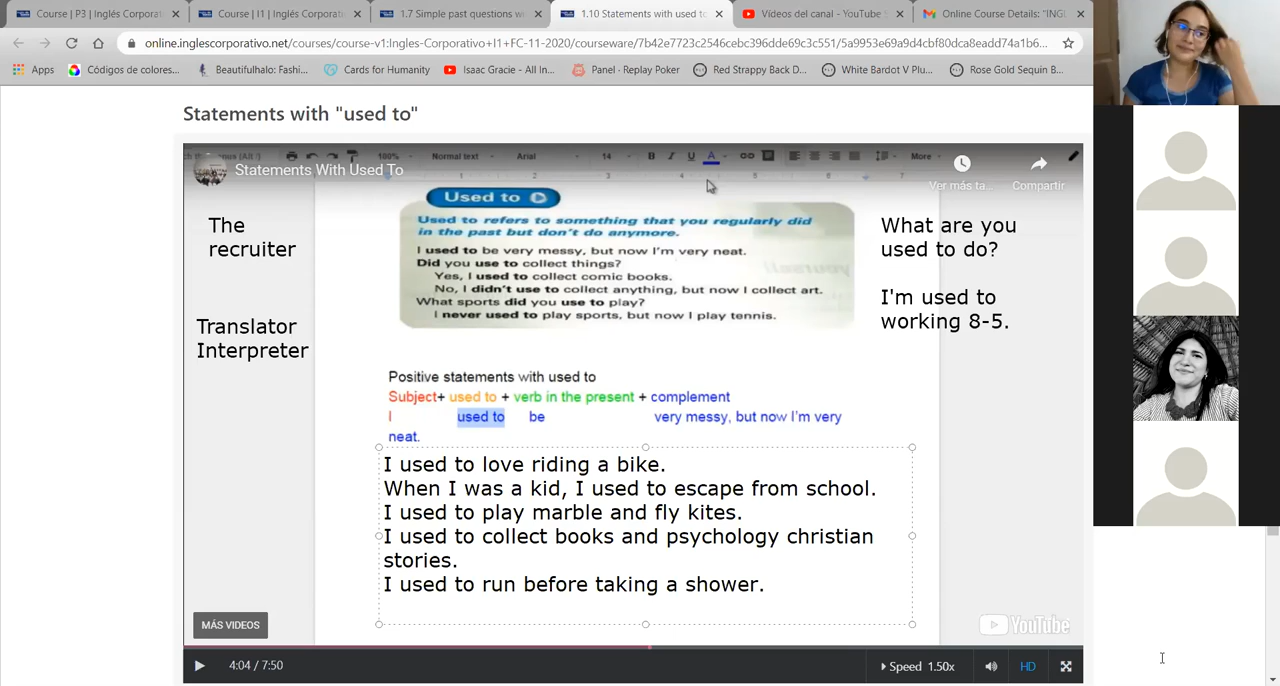 Course | P3 | Inglés Corporat
Course | I1 | Inglés Corporati
1.7 Simple past questions w
1.10 Statements with used to
Vídeos del canal - YouTube
Online Course Details: "INGL
online.inglescorporativo.net/courses/course-v1:Ingles-Corporativo+I1+FC-11-2020/courseware/7b42e7723c2546cebc396dde69c3c551/5a9953e69a9d4cbf80dca8eadd74a1b6...
Apps
Códigos de colores...
Beautifulhalo: Fashi...
Cards for Humanity
Isaac Gracie - All In...
Panel · Replay Poker
Red Strappy Back D...
White Bardot V Plu...
Rose Gold Sequin B...
Statements with "used to"
100%
Normal text
Arial
14
B I U A
More
Statements With Used To
Ver más ta...
Compartir
Used to
Used to refers to something that you regularly did
in the past but don't do anymore.
I used to be very messy, but now I'm very neat.
Did you use to collect things?
Yes, I used to collect comic books.
No, I didn't use to collect anything, but now I collect art.
What sports did you use to play?
I never used to play sports, but now I play tennis.
The
recruiter
Translator
Interpreter
What are you
used to do?
I'm used to
working 8-5.
Positive statements with used to
Subject+ used to + verb in the present + complement
I used to be very messy, but now I'm very
neat.
I used to love riding a bike.
When I was a kid, I used to escape from school.
I used to play marble and fly kites.
I used to collect books and psychology christian
stories.
I used to run before taking a shower.
MÁS VIDEOS
YouTube
4:04 / 7:50
Speed 1.50x
HD